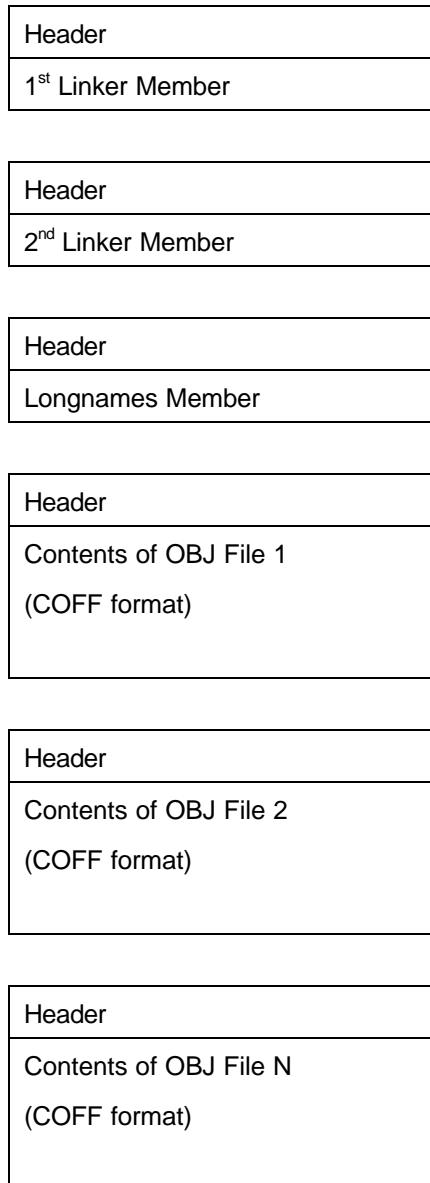 Header
1st Linker Member
Header
2nd Linker Member
Header
Longnames Member
Header
Contents of OBJ File 1
(COFF format)
Header
Contents of OBJ File 2
(COFF format)
Header
Contents of OBJ File N
(COFF format)